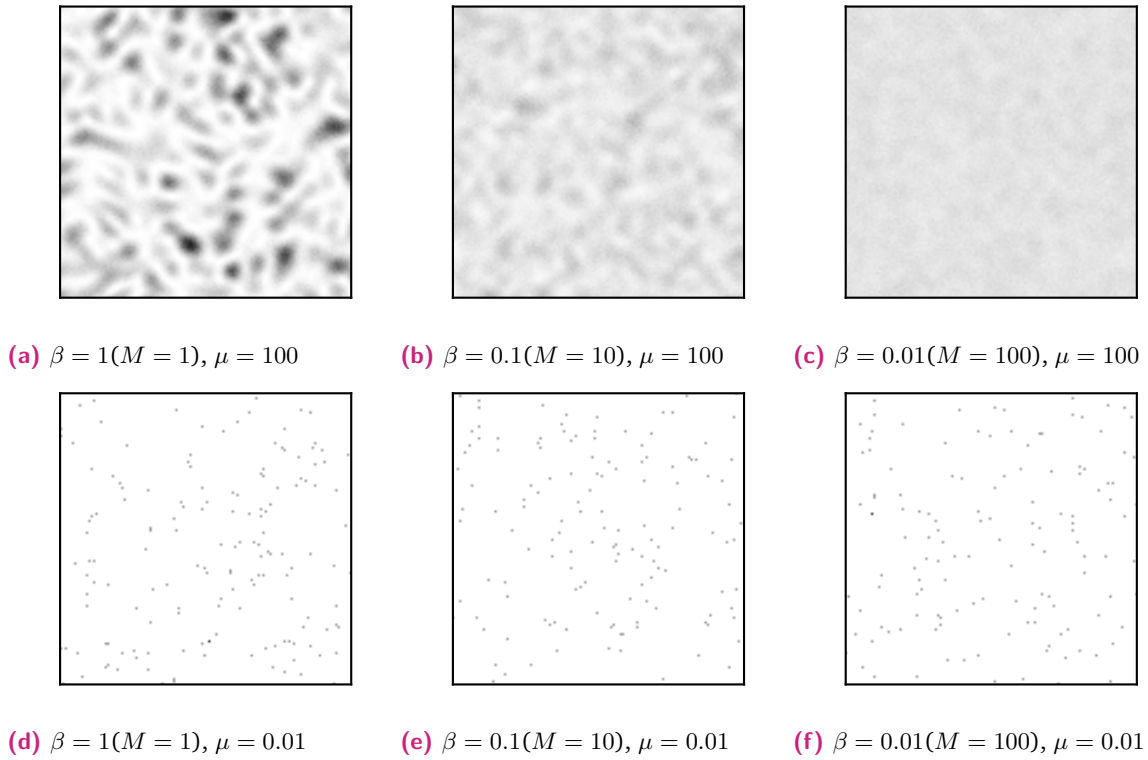 (a) β = 1(M = 1), μ = 100
(b) β = 0.1(M = 10), μ = 100
(c) β = 0.01(M = 100), μ = 100
(d) β = 1(M = 1), μ = 0.01
(e) β = 0.1(M = 10), μ = 0.01
(f) β = 0.01(M = 100), μ = 0.01